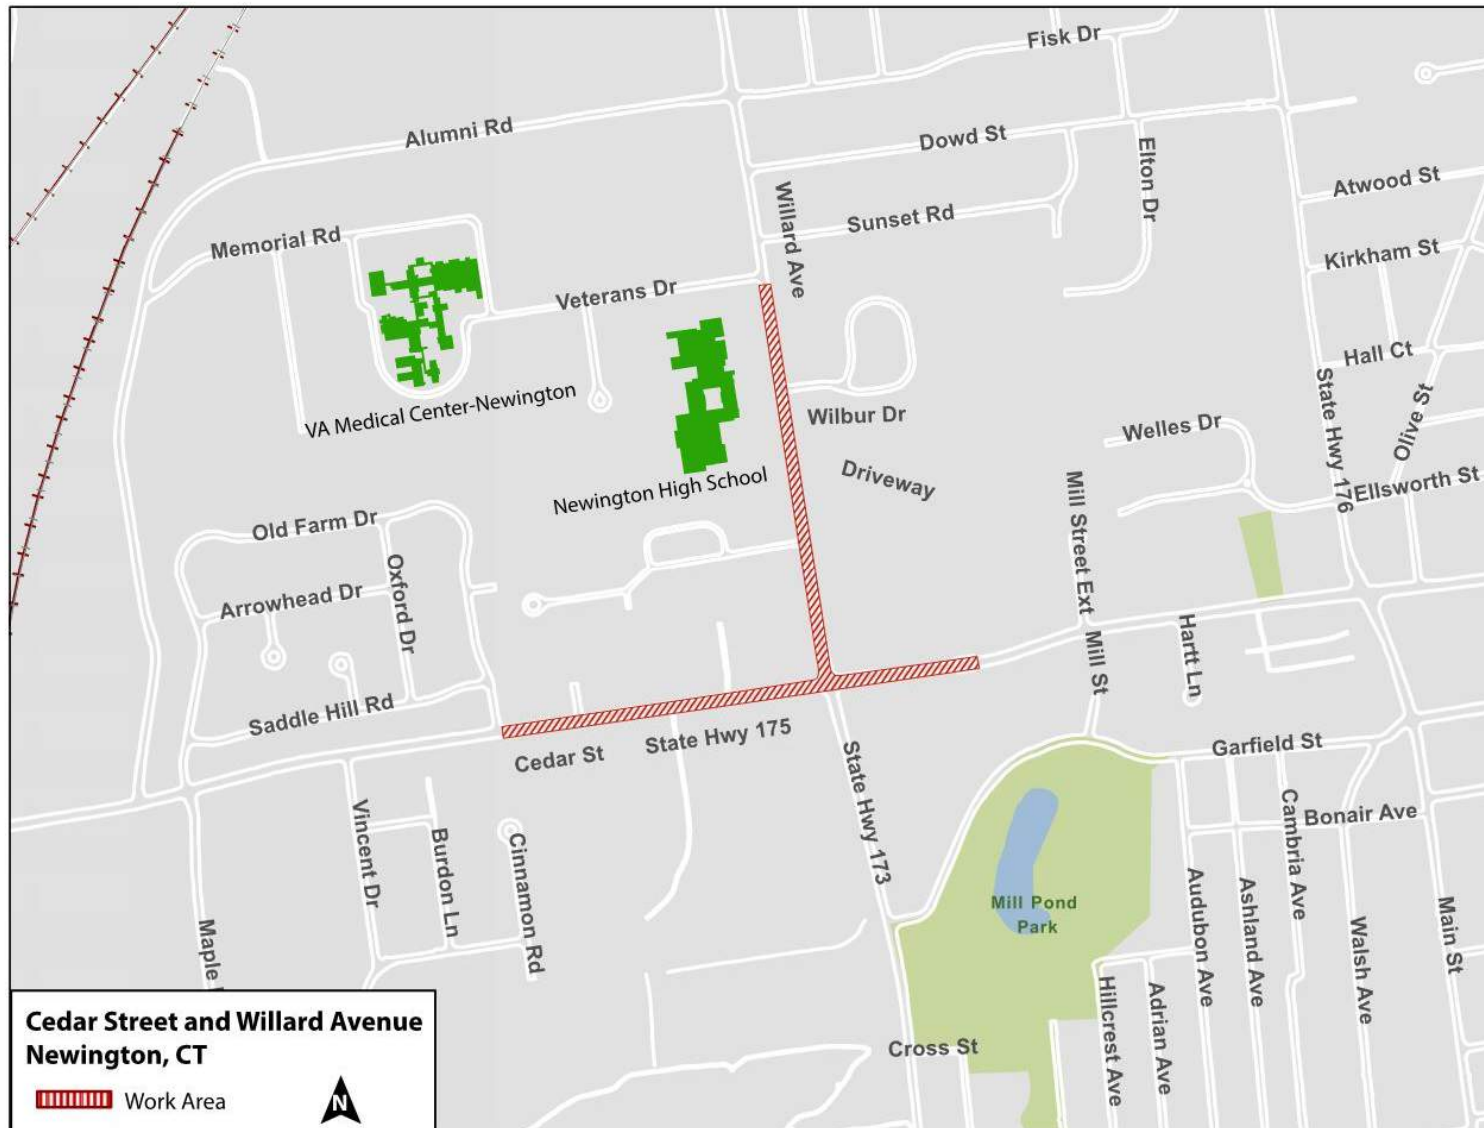 Fisk Dr
Alumni Rd
Dowd St
Elton Dr
Atwood St
Willard Ave
Sunset Rd
Memorial Rd
Kirkham St
Veterans Dr
Hall Ct
State Hwy 176
Olive St
VA Medical Center-Newington
Wilbur Dr
Welles Dr
Driveway
Newington High School
Mill Street Ext
Ellsworth St
Old Farm Dr
Oxford Dr
Arrowhead Dr
Hartt Ln
Mill St
Saddle Hill Rd
Cedar St
State Hwy 175
Garfield St
State Hwy 173
Vincent Dr
Burdon Ln
Cinnamon Rd
Cambria Ave
Bonair Ave
Mill Pond
Park
Audubon Ave
Ashland Ave
Walsh Ave
Main St
Maple
Hillcrest Ave
Adrian Ave
Cross St
Cedar Street and Willard Avenue
Newington, CT
Work Area
N